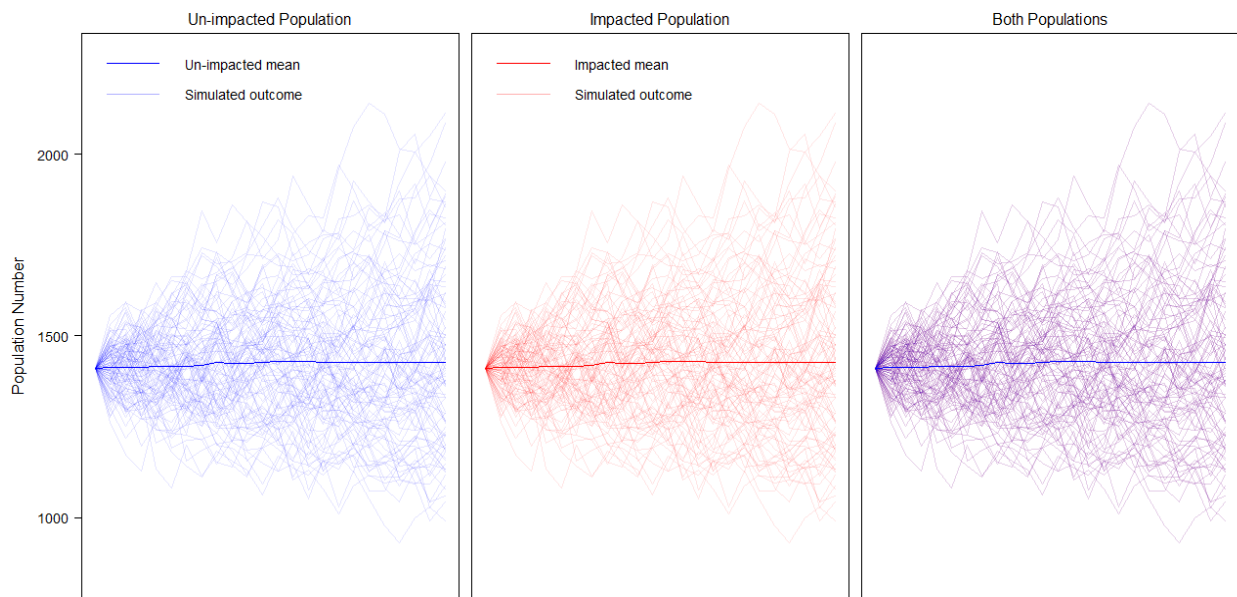 Un-impacted Population
Impacted Population
Both Populations
Un-impacted mean
Simulated outcome
Impacted mean
Simulated outcome
Population Number
2000
1500
1000